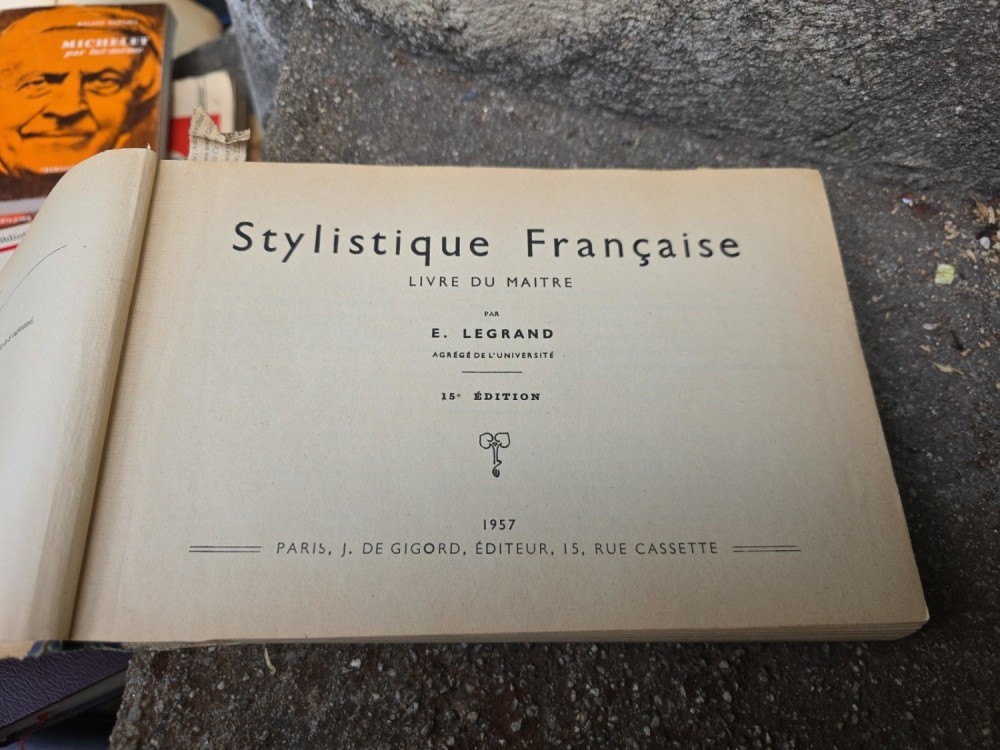 MICHELET
par lui-même
Stylistique Française
LIVRE DU MAITRE
PAR
E. LEGRAND
AGRÉGÉ DE L'UNIVERSITÉ
15e ÉDITION
1957
PARIS, J. DE GIGORD, ÉDITEUR, 15, RUE CASSETTE